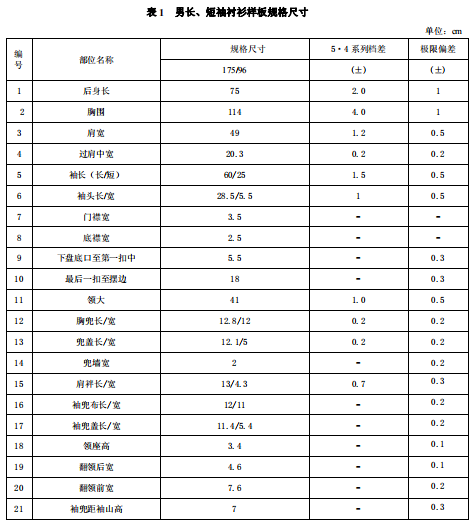 表1 男长、短袖衬衫样板规格尺寸
单位：cm
编号 部位名称 规格尺寸 5·4系列档差 极限偏差
175/96 (±) (±)
1 后身长 75 2.0 1
2 胸围 114 4.0 1
3 肩宽 49 1.2 0.5
4 过肩中宽 20.3 0.2 0.2
5 袖长（长/短） 60/25 1.5 0.5
6 袖头长/宽 28.5/5.5 1 0.5
7 门襟宽 3.5 - -
8 底襟宽 2.5 - -
9 下盘底口至第一扣中 5.5 - 0.3
10 最后一扣至摆边 18 - 0.3
11 领大 41 1.0 0.5
12 胸兜长/宽 12.8/12 0.2 0.2
13 兜盖长/宽 12.1/5 0.2 0.2
14 兜墙宽 2 - 0.2
15 肩袢长/宽 13/4.3 0.7 0.3
16 袖兜布长/宽 12/11 - 0.2
17 袖兜盖长/宽 11.4/5.4 - 0.2
18 领座高 3.4 - 0.1
19 翻领后宽 4.6 - 0.1
20 翻领前宽 7.6 - 0.2
21 袖兜距袖山高 7 - 0.3